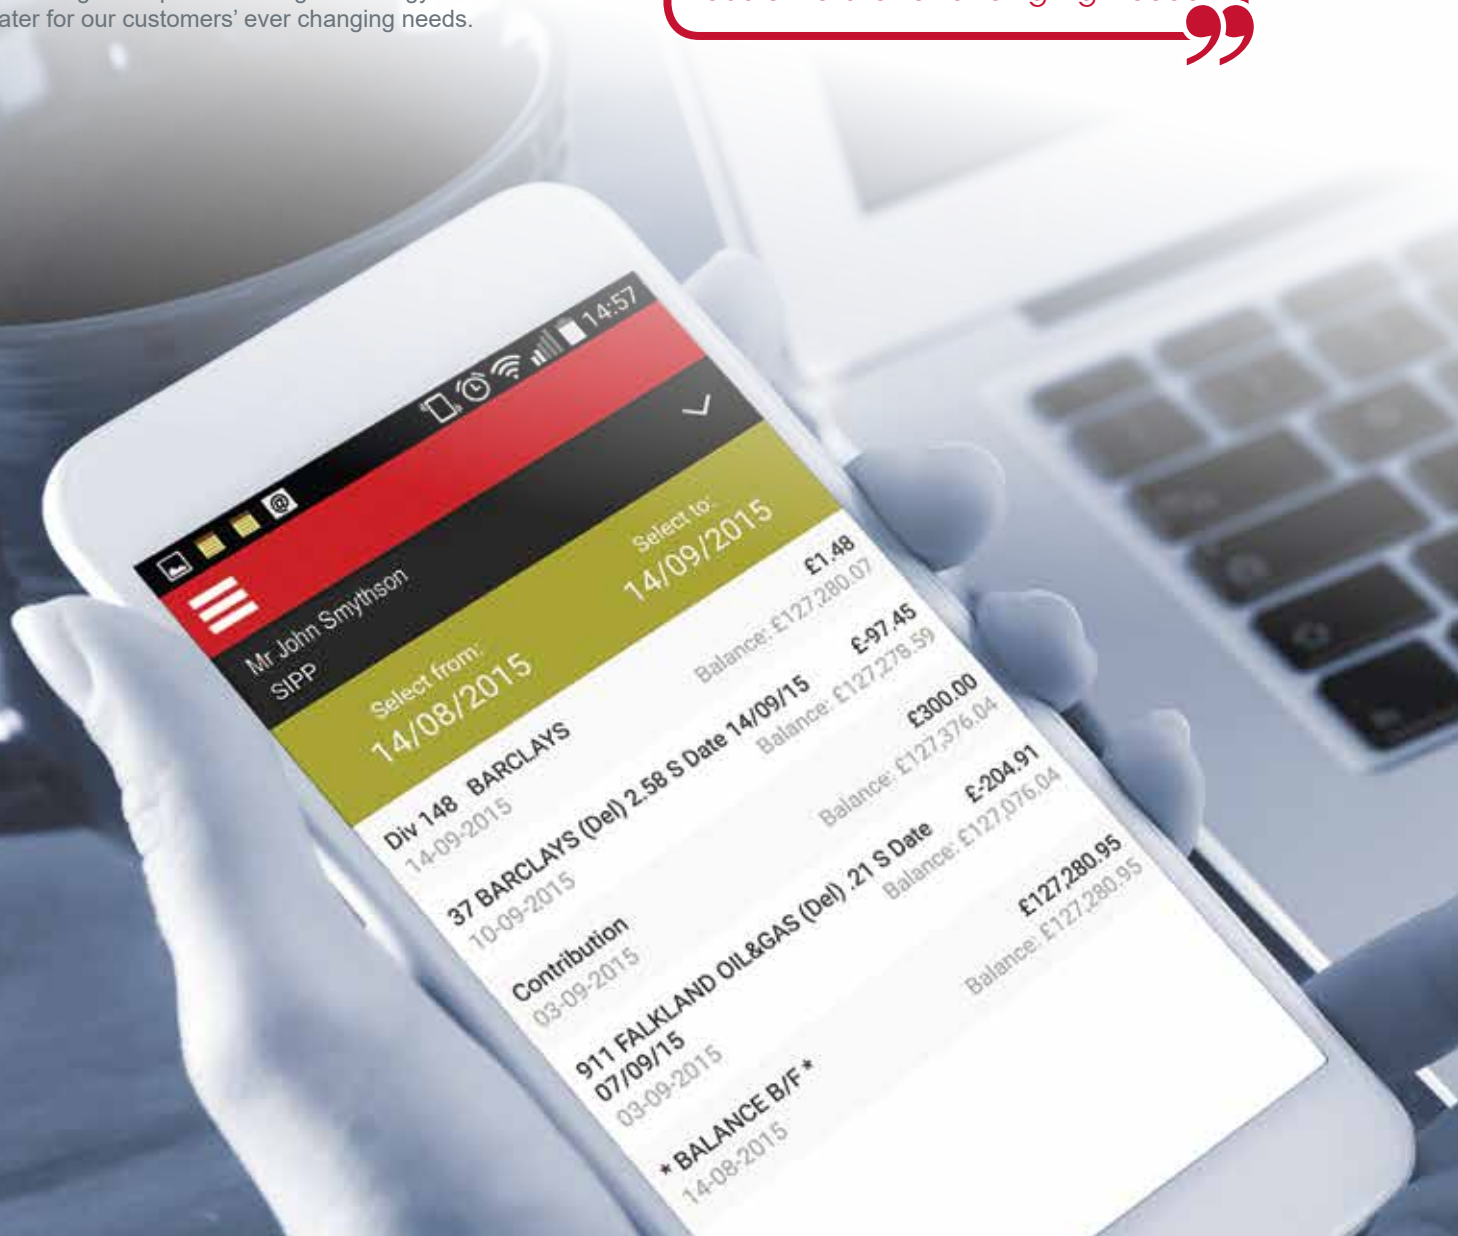 ater for our customers’ ever changing needs.
14:57
Mr John Smythson
SIPP
Select from:
14/08/2015
Select to:
14/09/2015
Div 148 BARCLAYS
£1.48
14-09-2015
Balance: £127,280.07
37 BARCLAYS (Del) 2.58 S Date 14/09/15
£-97.45
10-09-2015
Balance: £127,278.59
Contribution
£300.00
03-09-2015
Balance: £127,376.04
911 FALKLAND OIL&GAS (Del) .21 S Date
07/09/15
£-204.91
03-09-2015
Balance: £127,076.04
* BALANCE B/F *
£127,280.95
14-08-2015
Balance: £127,280.95